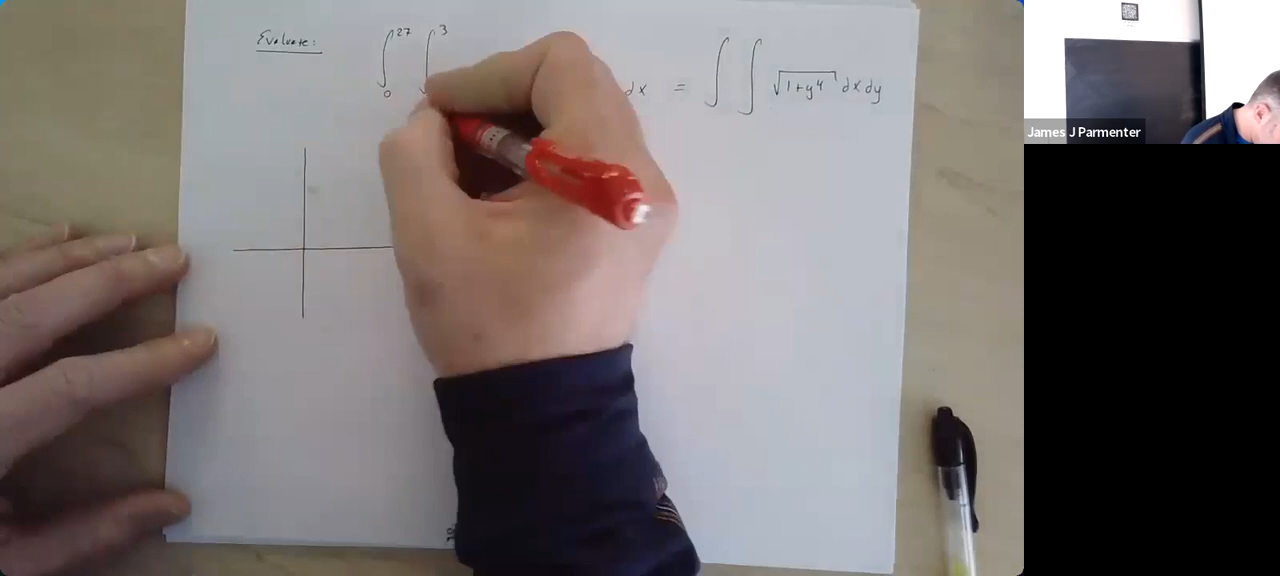 Evaluate:
∫₀²⁷ ∫³ dx = ∫ ∫ √(1+y⁴) dx dy
James J Parmenter